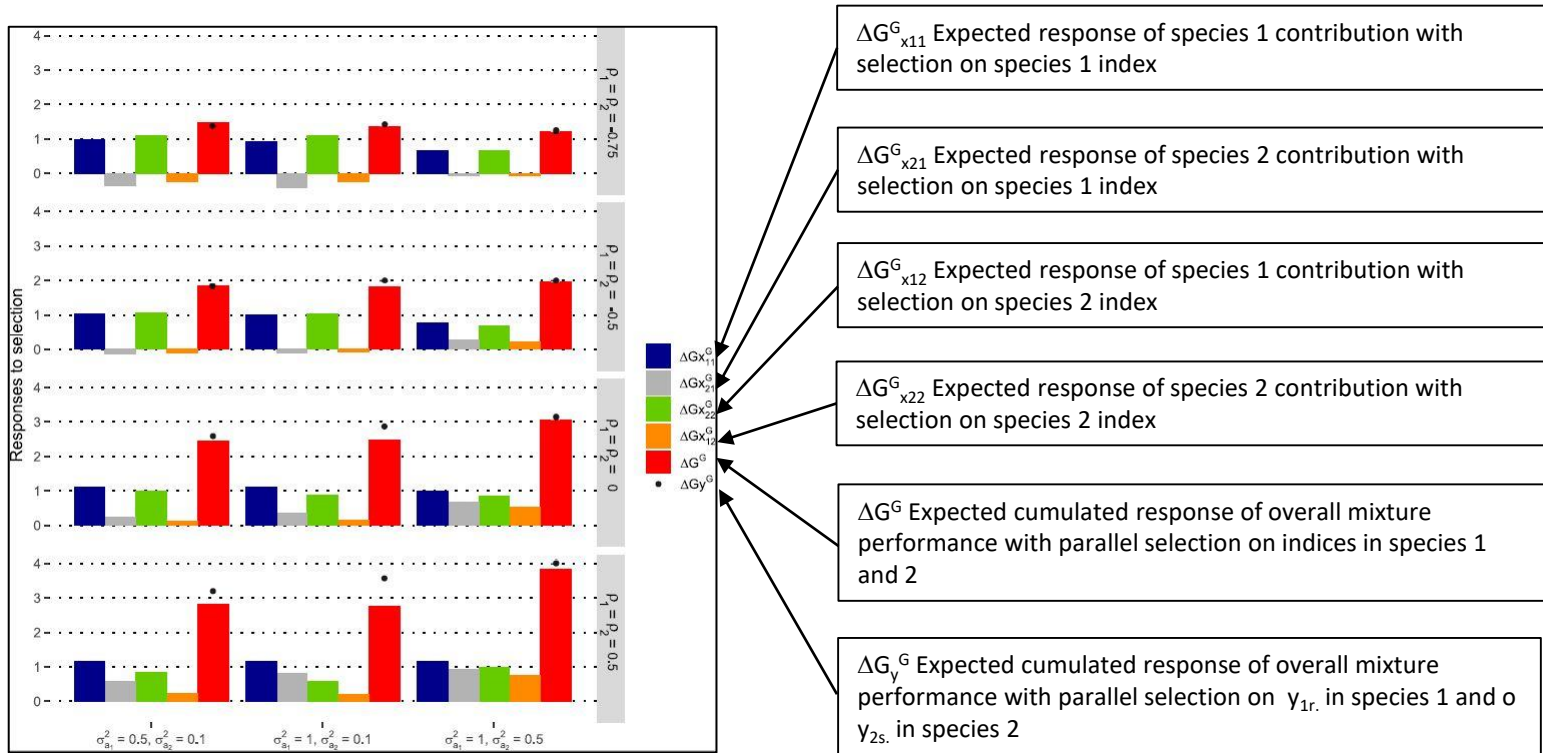 4
3
2
1
0
ρ₁ = ρ₂ = -0.75
4
3
2
1
0
ρ₁ = ρ₂ = -0.5
4
3
2
1
0
ρ₁ = ρ₂ = 0
4
3
2
1
0
ρ₁ = ρ₂ = 0.5
Responses to selection
σ²ₐ₁ = 0.5, σ²ₐ₂ = 0.1
σ²ₐ₁ = 1, σ²ₐ₂ = 0.1
σ²ₐ₁ = 1, σ²ₐ₂ = 0.5
ΔGx₁₁ᴳ
ΔGx₂₁ᴳ
ΔGx₂₂ᴳ
ΔGx₁₂ᴳ
ΔGᴳ
ΔGyᴳ
ΔGᴳₓ₁₁ Expected response of species 1 contribution with
selection on species 1 index
ΔGᴳₓ₂₁ Expected response of species 2 contribution with
selection on species 1 index
ΔGᴳₓ₁₂ Expected response of species 1 contribution with
selection on species 2 index
ΔGᴳₓ₂₂ Expected response of species 2 contribution with
selection on species 2 index
ΔGᴳ Expected cumulated response of overall mixture
performance with parallel selection on indices in species 1
and 2
ΔG_yᴳ Expected cumulated response of overall mixture
performance with parallel selection on y₁ᵣ. in species 1 and o
y₂ₛ. in species 2